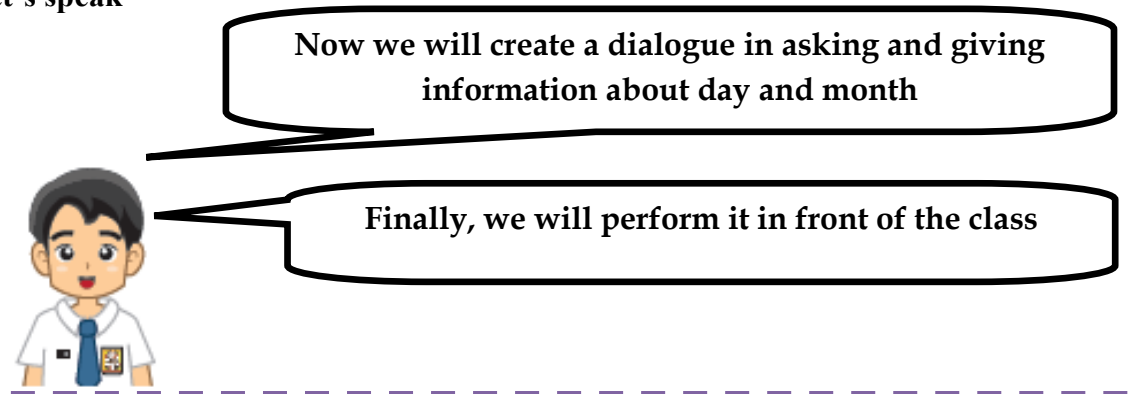 speak
Now we will create a dialogue in asking and giving
information about day and month
Finally, we will perform it in front of the class